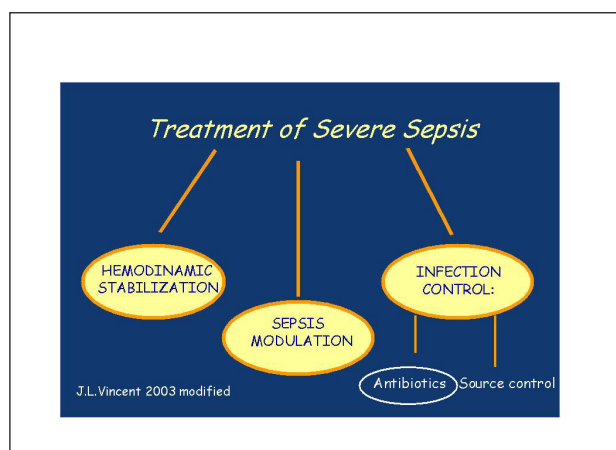 Treatment of Severe Sepsis
HEMODINAMIC
STABILIZATION
SEPSIS
MODULATION
INFECTION
CONTROL:
Antibiotics
Source control
J.L.Vincent 2003 modified